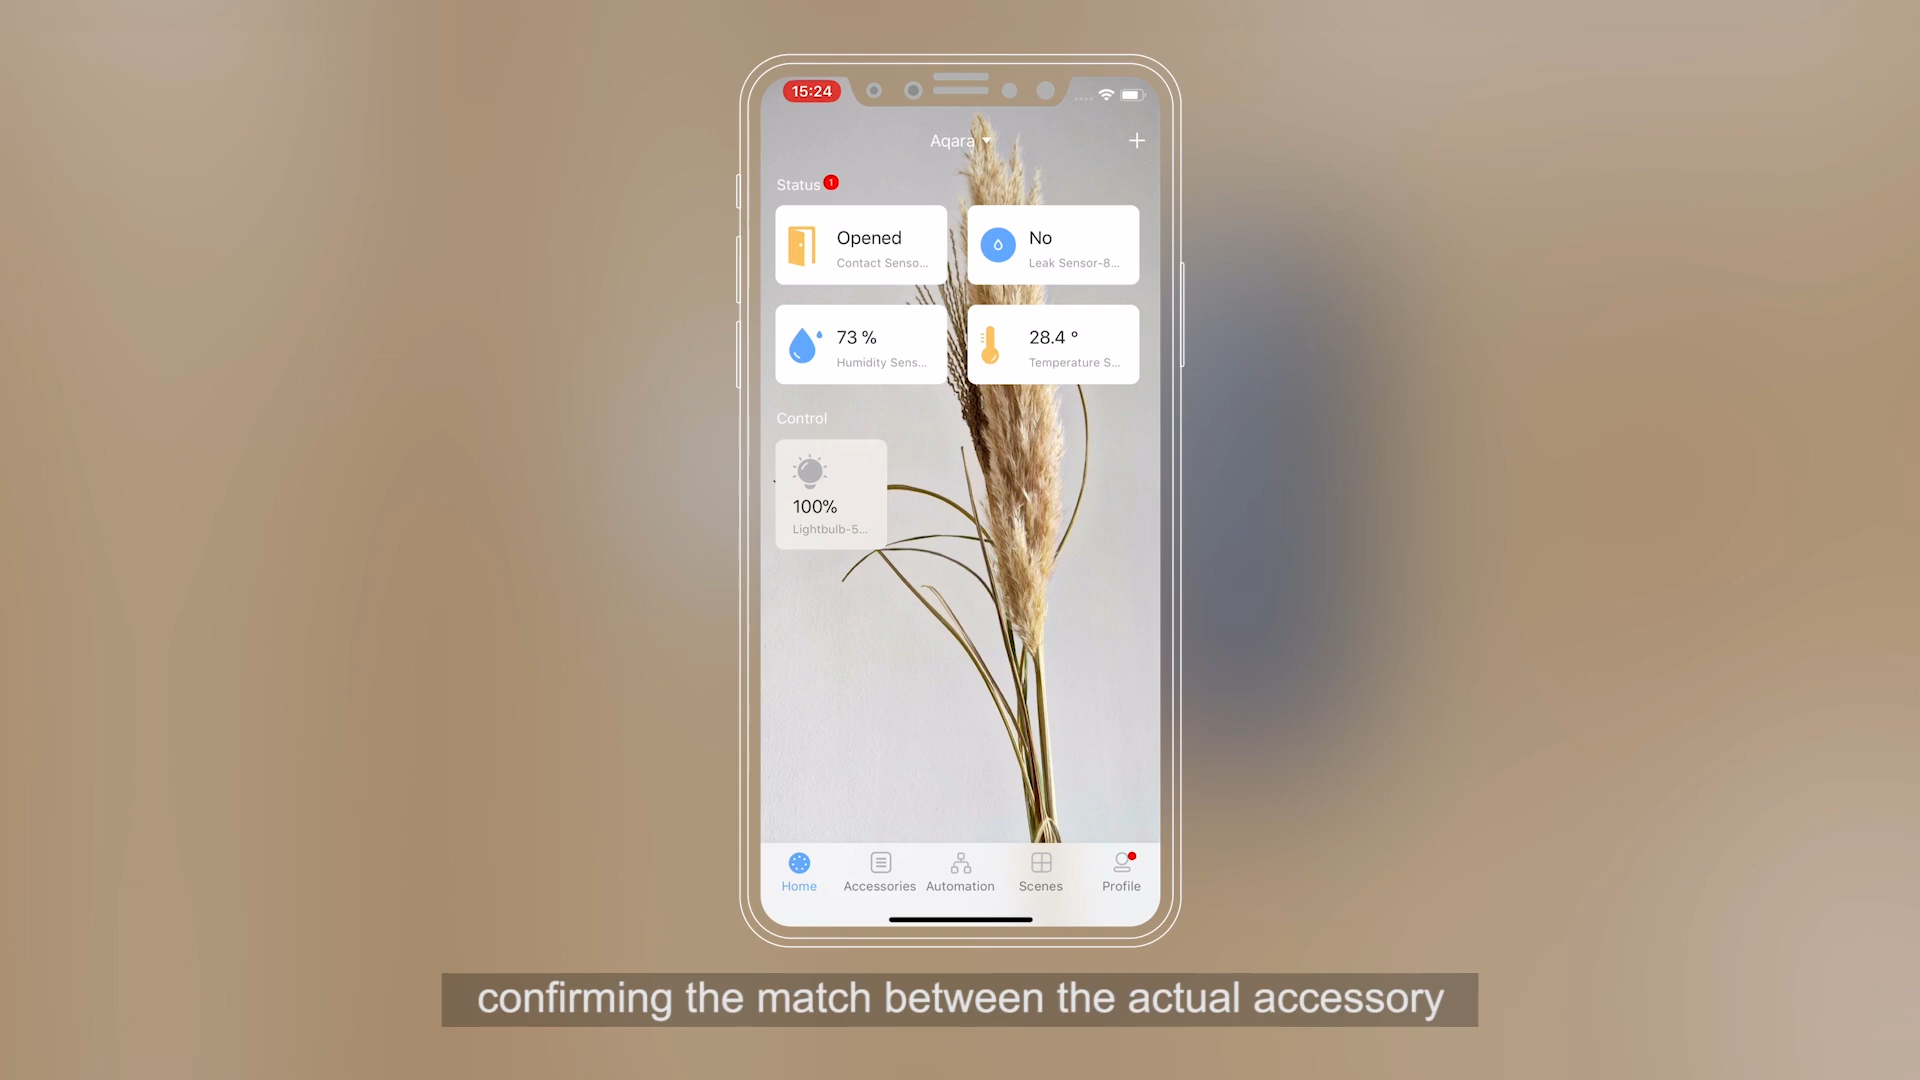 15:24
Aqara
Status 1
Opened
Contact Senso...
No
Leak Sensor-8...
73 %
Humidity Sens...
28.4 °
Temperature S...
Control
100%
Lightbulb-5...
Home
Accessories
Automation
Scenes
Profile
confirming the match between the actual accessory